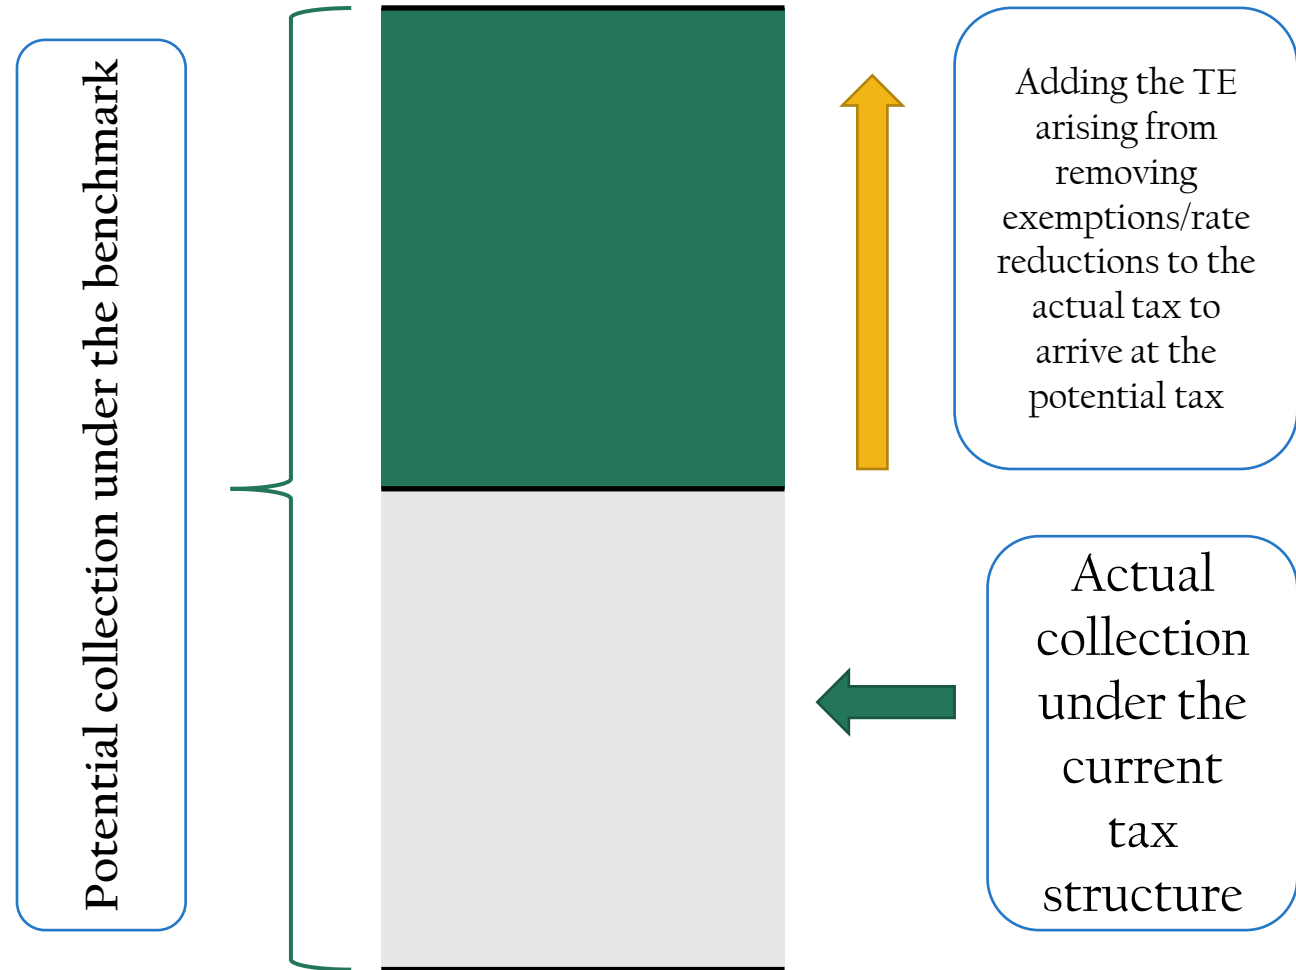 Potential collection under the benchmark
Adding the TE
arising from
removing
exemptions/rate
reductions to the
actual tax to
arrive at the
potential tax
Actual
collection
under the
current
tax
structure